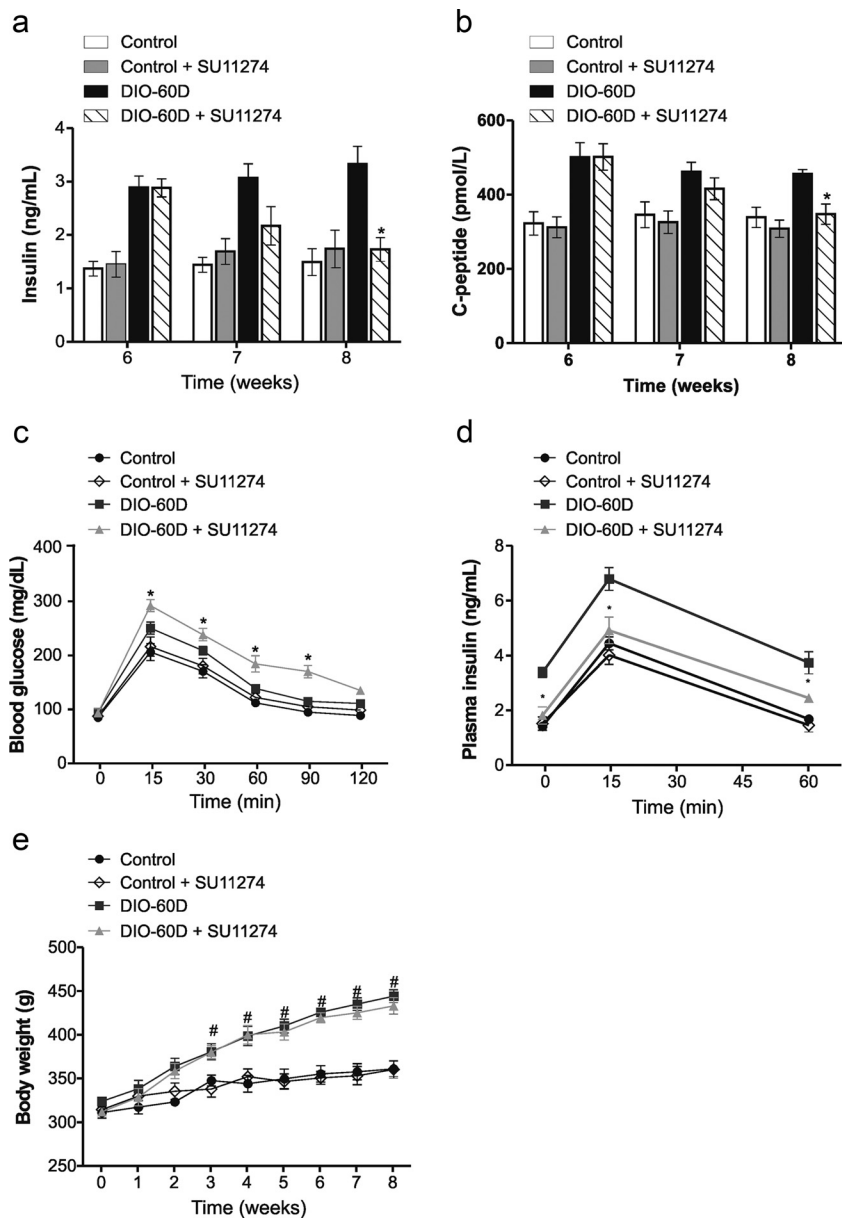 a
Control
Control + SU11274
DIO-60D
DIO-60D + SU11274
Insulin (ng/mL)
4
3
2
1
0
*
6 7 8
Time (weeks)
b
Control
Control + SU11274
DIO-60D
DIO-60D + SU11274
C-peptide (pmol/L)
600
400
200
0
*
6 7 8
Time (weeks)
c
Control
Control + SU11274
DIO-60D
DIO-60D + SU11274
Blood glucose (mg/dL)
400
300
200
100
0
* * * *
0 15 30 60 90 120
Time (min)
d
Control
Control + SU11274
DIO-60D
DIO-60D + SU11274
Plasma insulin (ng/mL)
8
6
4
2
0
* * *
0 15 30 45 60
Time (min)
e
Control
Control + SU11274
DIO-60D
DIO-60D + SU11274
Body weight (g)
500
450
400
350
300
250
# # # # # #
0 1 2 3 4 5 6 7 8
Time (weeks)